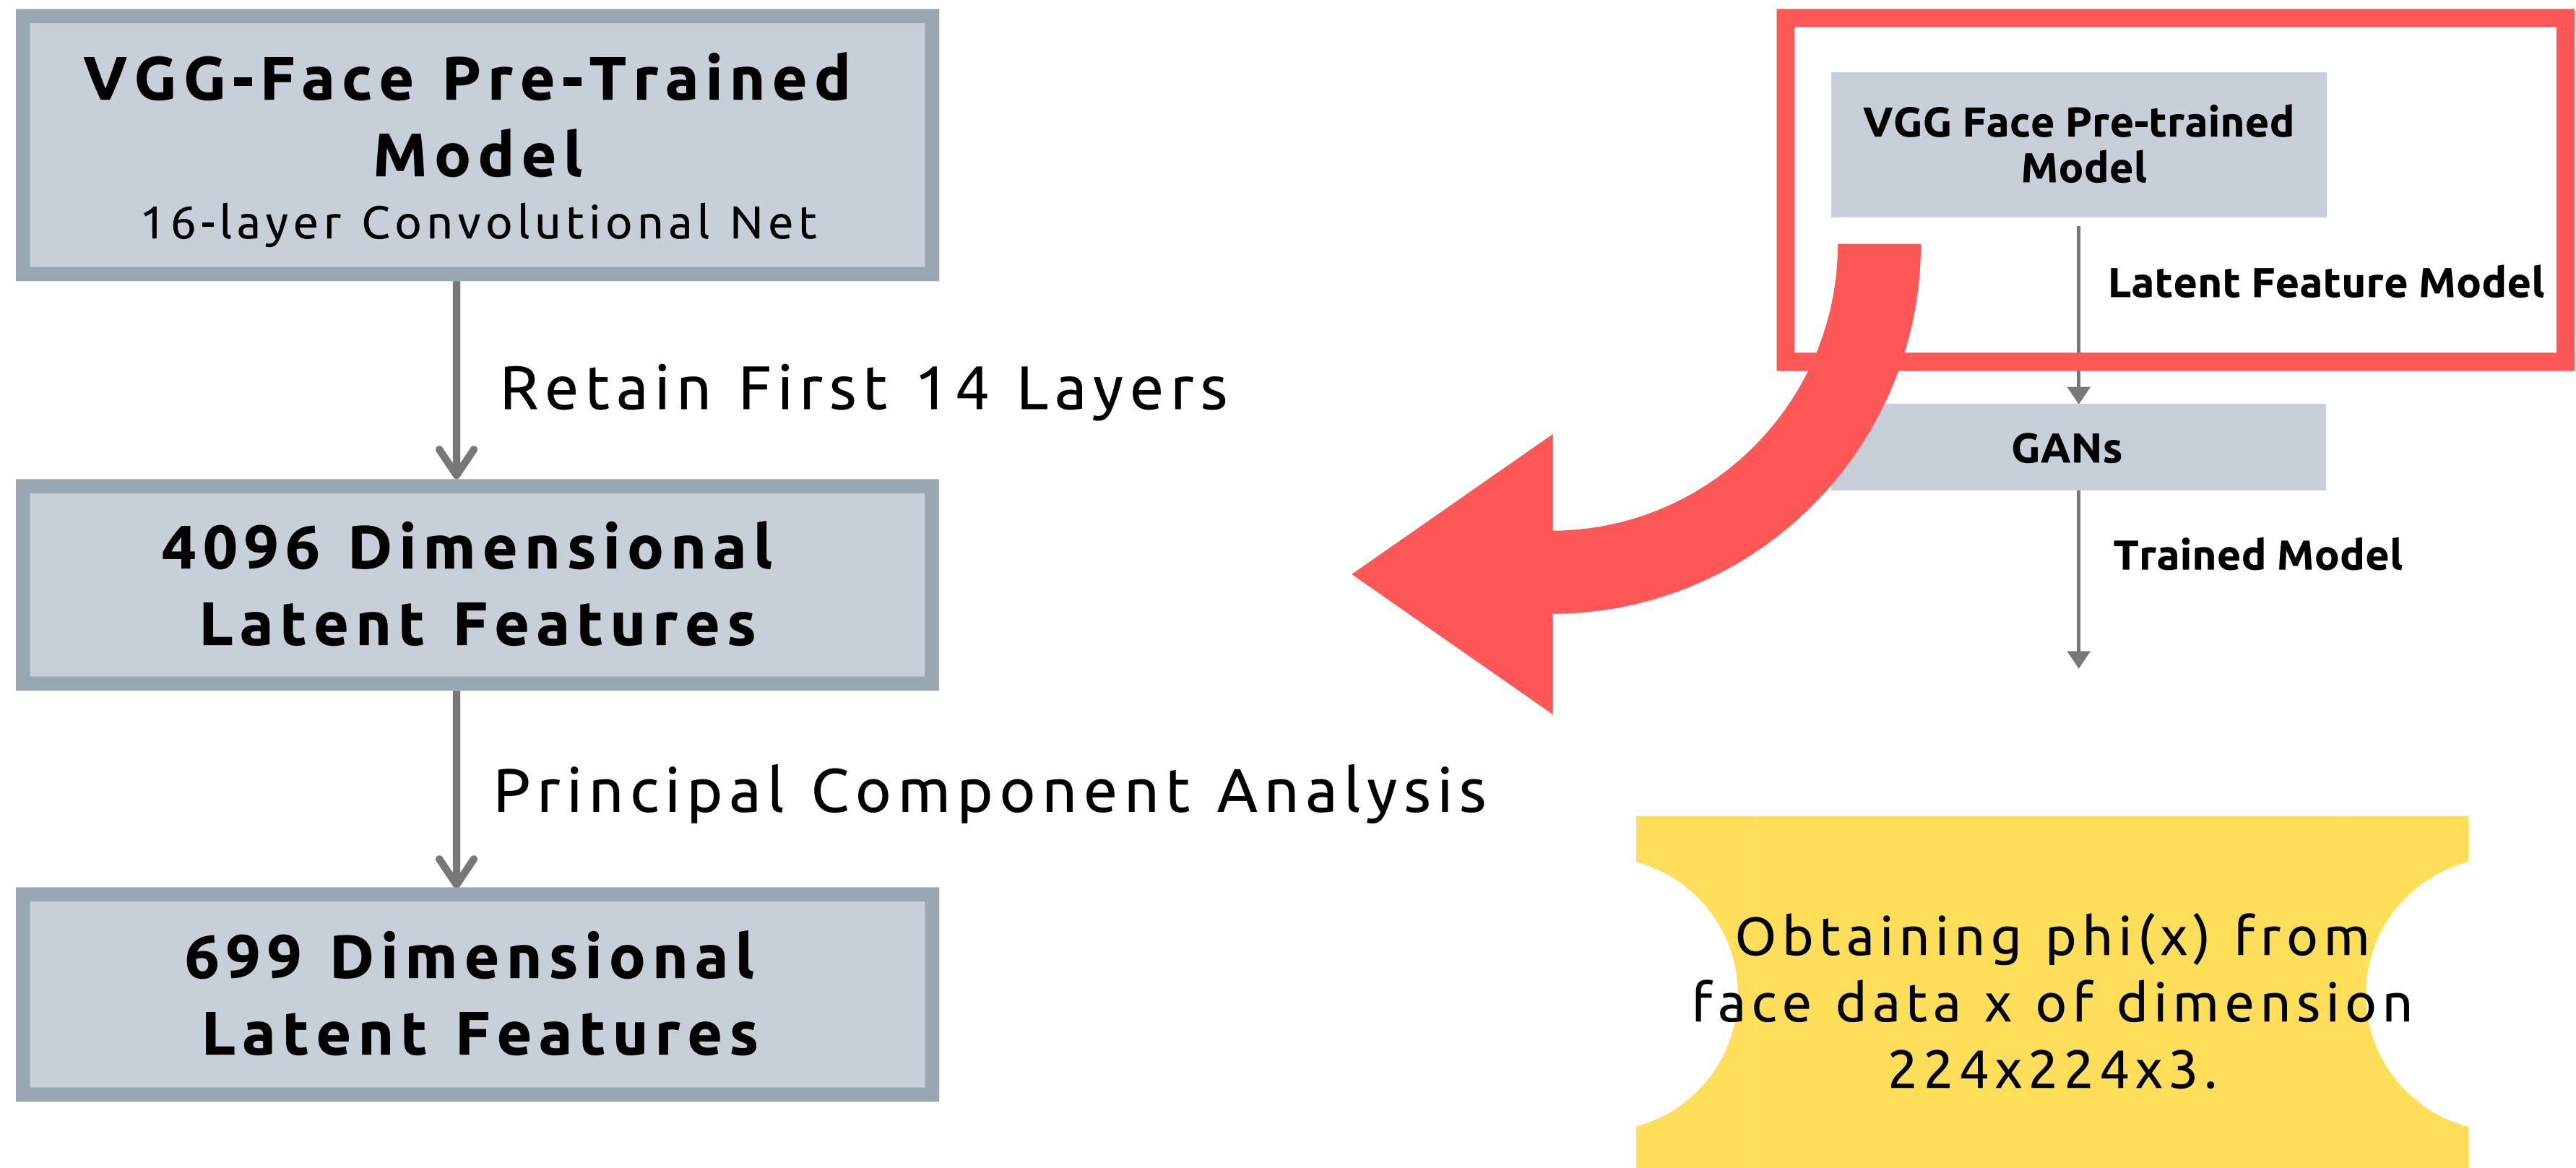 VGG-Face Pre-Trained
Model
16-layer Convolutional Net
Retain First 14 Layers
4096 Dimensional
Latent Features
Principal Component Analysis
699 Dimensional
Latent Features
VGG Face Pre-trained
Model
Latent Feature Model
GANs
Trained Model
Obtaining phi(x) from
face data x of dimension
224x224x3.